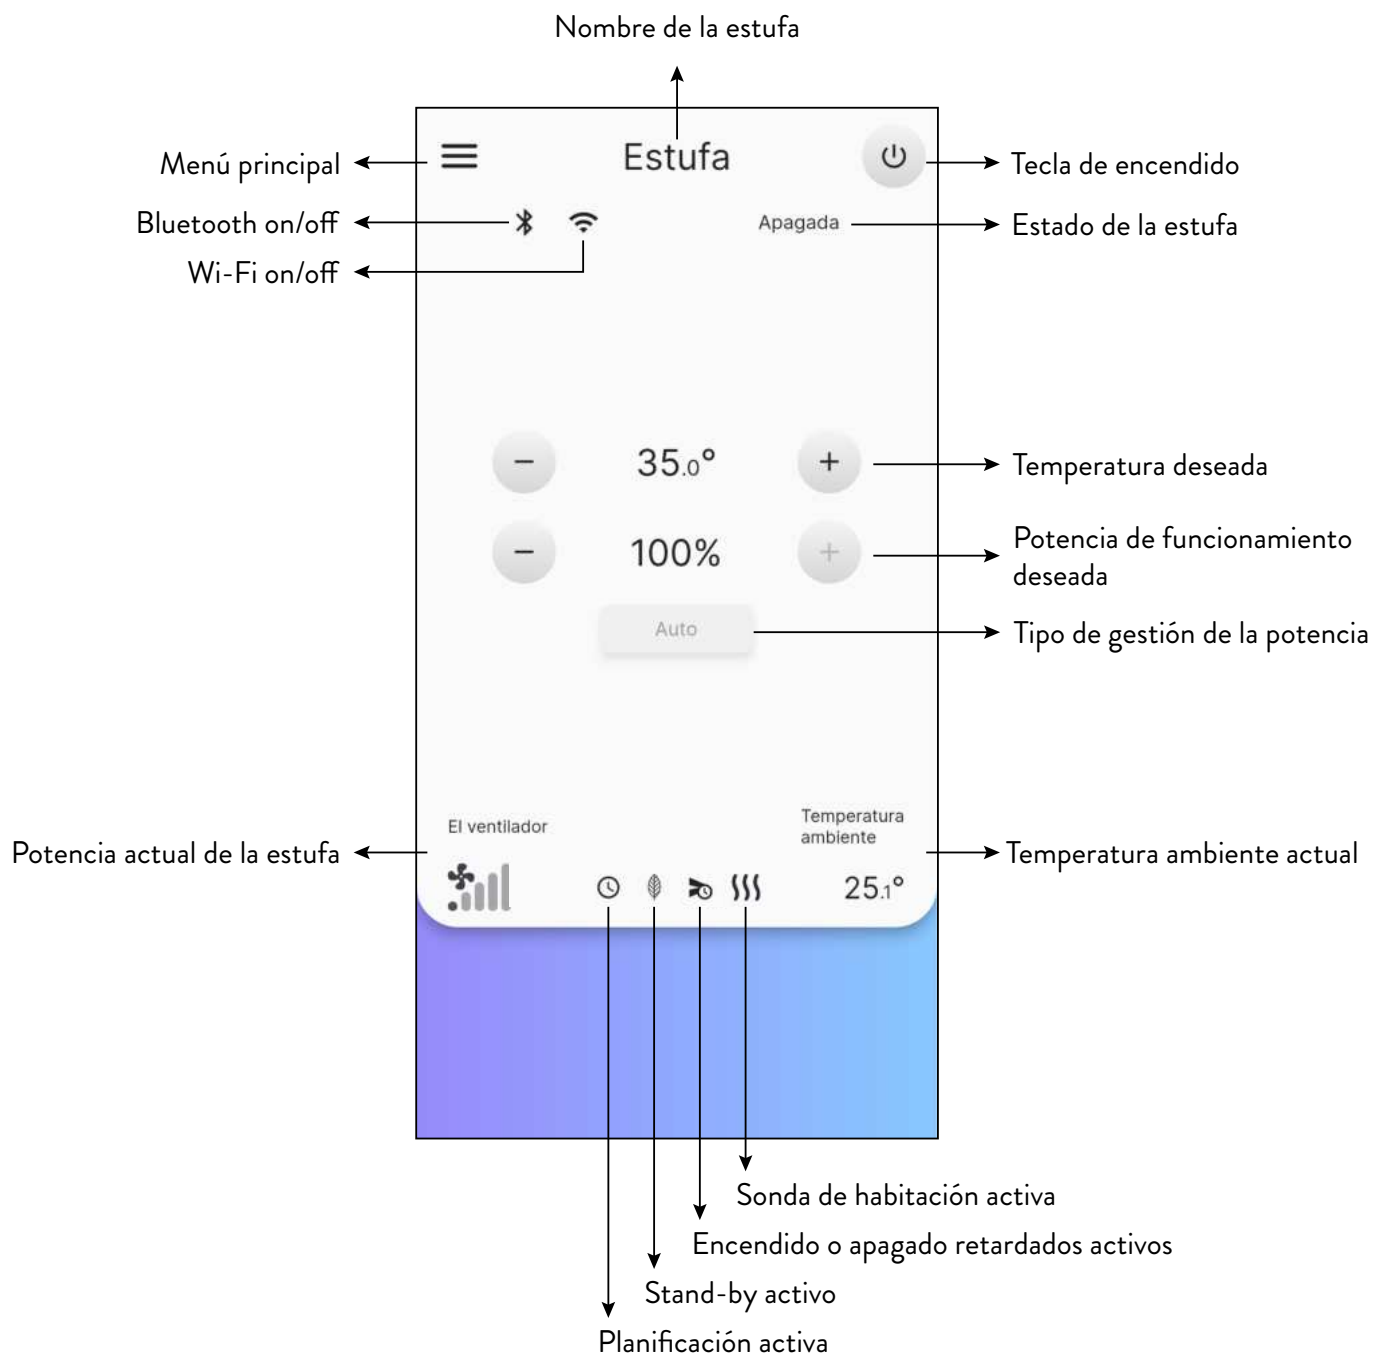 Nombre de la estufa
Menú principal
Estufa
Tecla de encendido
Bluetooth on/off
Apagada
Estado de la estufa
Wi-Fi on/off
− 35.0° +
Temperatura deseada
− 100% +
Potencia de funcionamiento
deseada
Auto
Tipo de gestión de la potencia
El ventilador
Temperatura
ambiente
Potencia actual de la estufa
Temperatura ambiente actual
25.1°
Sonda de habitación activa
Encendido o apagado retardados activos
Stand-by activo
Planificación activa